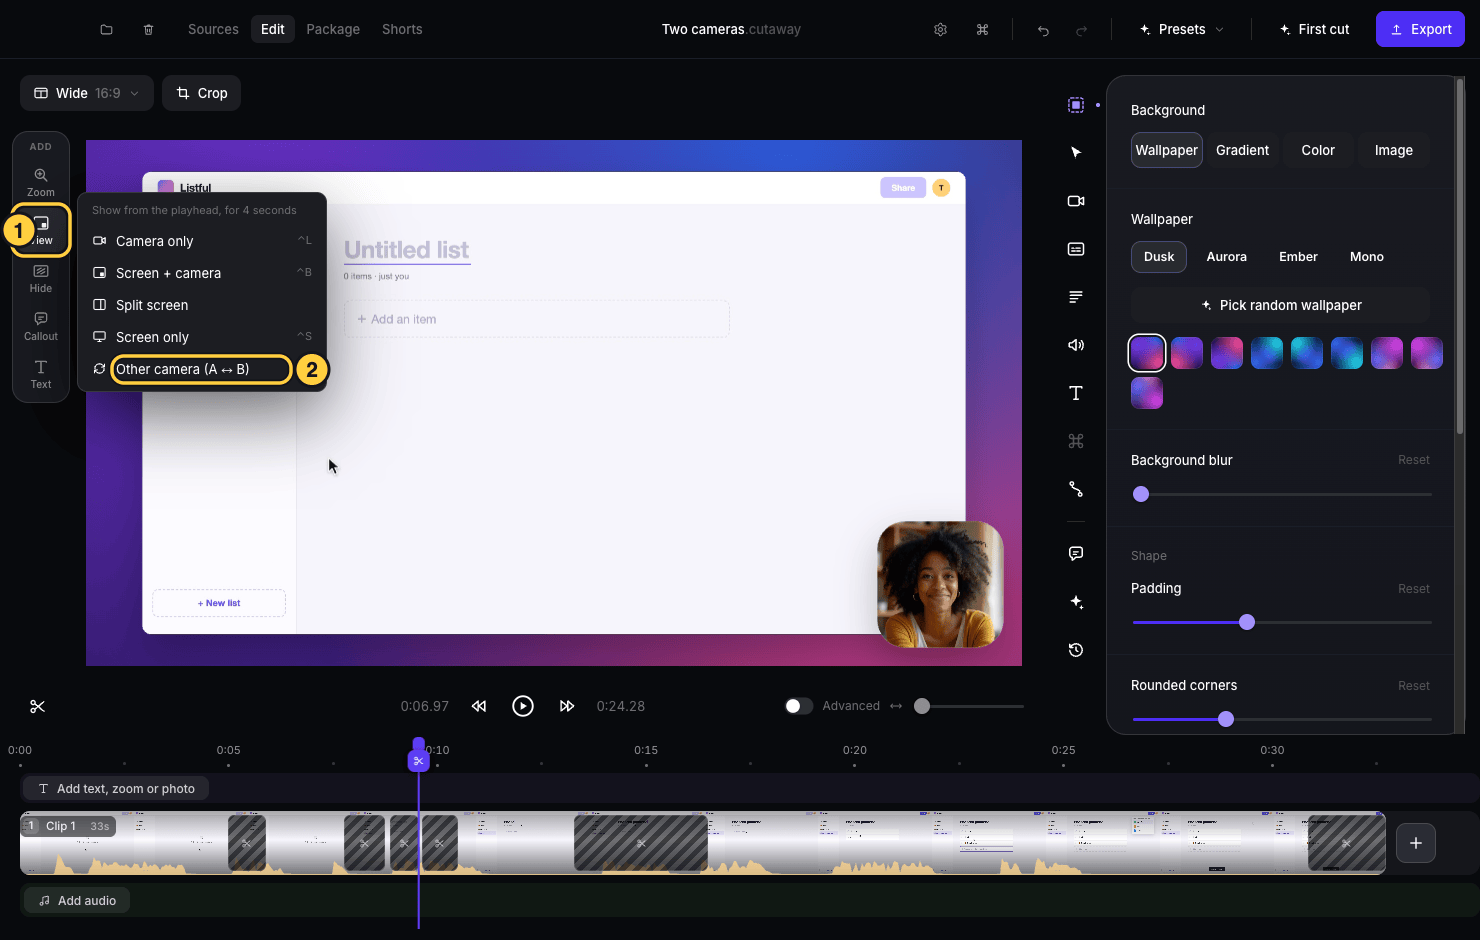 Sources
Edit
Package
Shorts
Two cameras.cutaway
Presets
First cut
Export
Wide 16:9
Crop
ADD
Zoom
View
Hide
Callout
Text
1
Show from the playhead, for 4 seconds
Camera only ^L
Screen + camera ^B
Split screen
Screen only ^S
Other camera (A ↔ B)
2
Listful
Share
T
Untitled list
0 items · just you
+ Add an item
+ New list
Background
Wallpaper
Gradient
Color
Image
Wallpaper
Dusk
Aurora
Ember
Mono
Pick random wallpaper
Background blur
Reset
Shape
Padding
Reset
Rounded corners
Reset
0:06.97
0:24.28
Advanced
0:00
0:05
0:10
0:15
0:20
0:25
0:30
Add text, zoom or photo
1 Clip 1 33s
Add audio